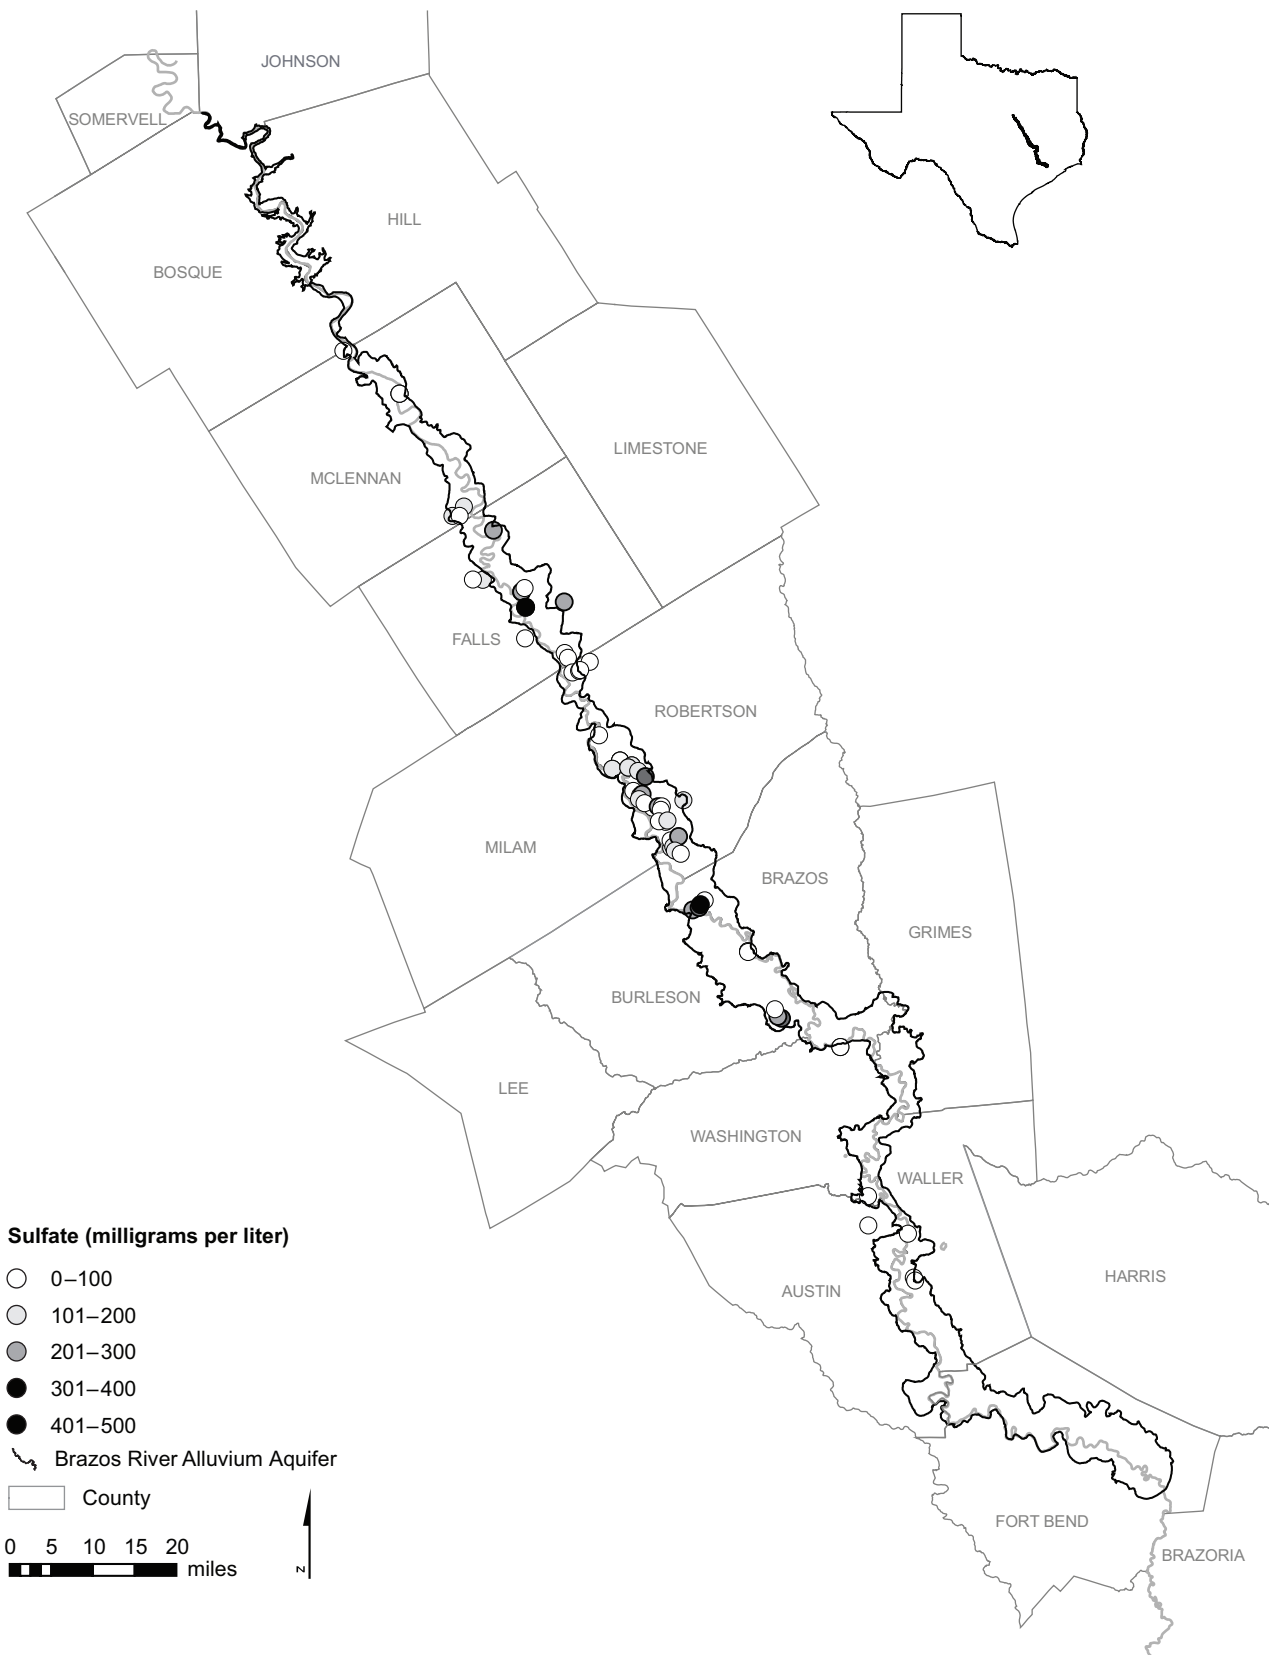 JOHNSON
SOMERVELL
HILL
BOSQUE
LIMESTONE
MCLENNAN
FALLS
ROBERTSON
MILAM
BRAZOS
GRIMES
BURLESON
LEE
WASHINGTON
WALLER
HARRIS
AUSTIN
FORT BEND
BRAZORIA
Sulfate (milligrams per liter)
0–100
101–200
201–300
301–400
401–500
Brazos River Alluvium Aquifer
County
0 5 10 15 20
miles
N